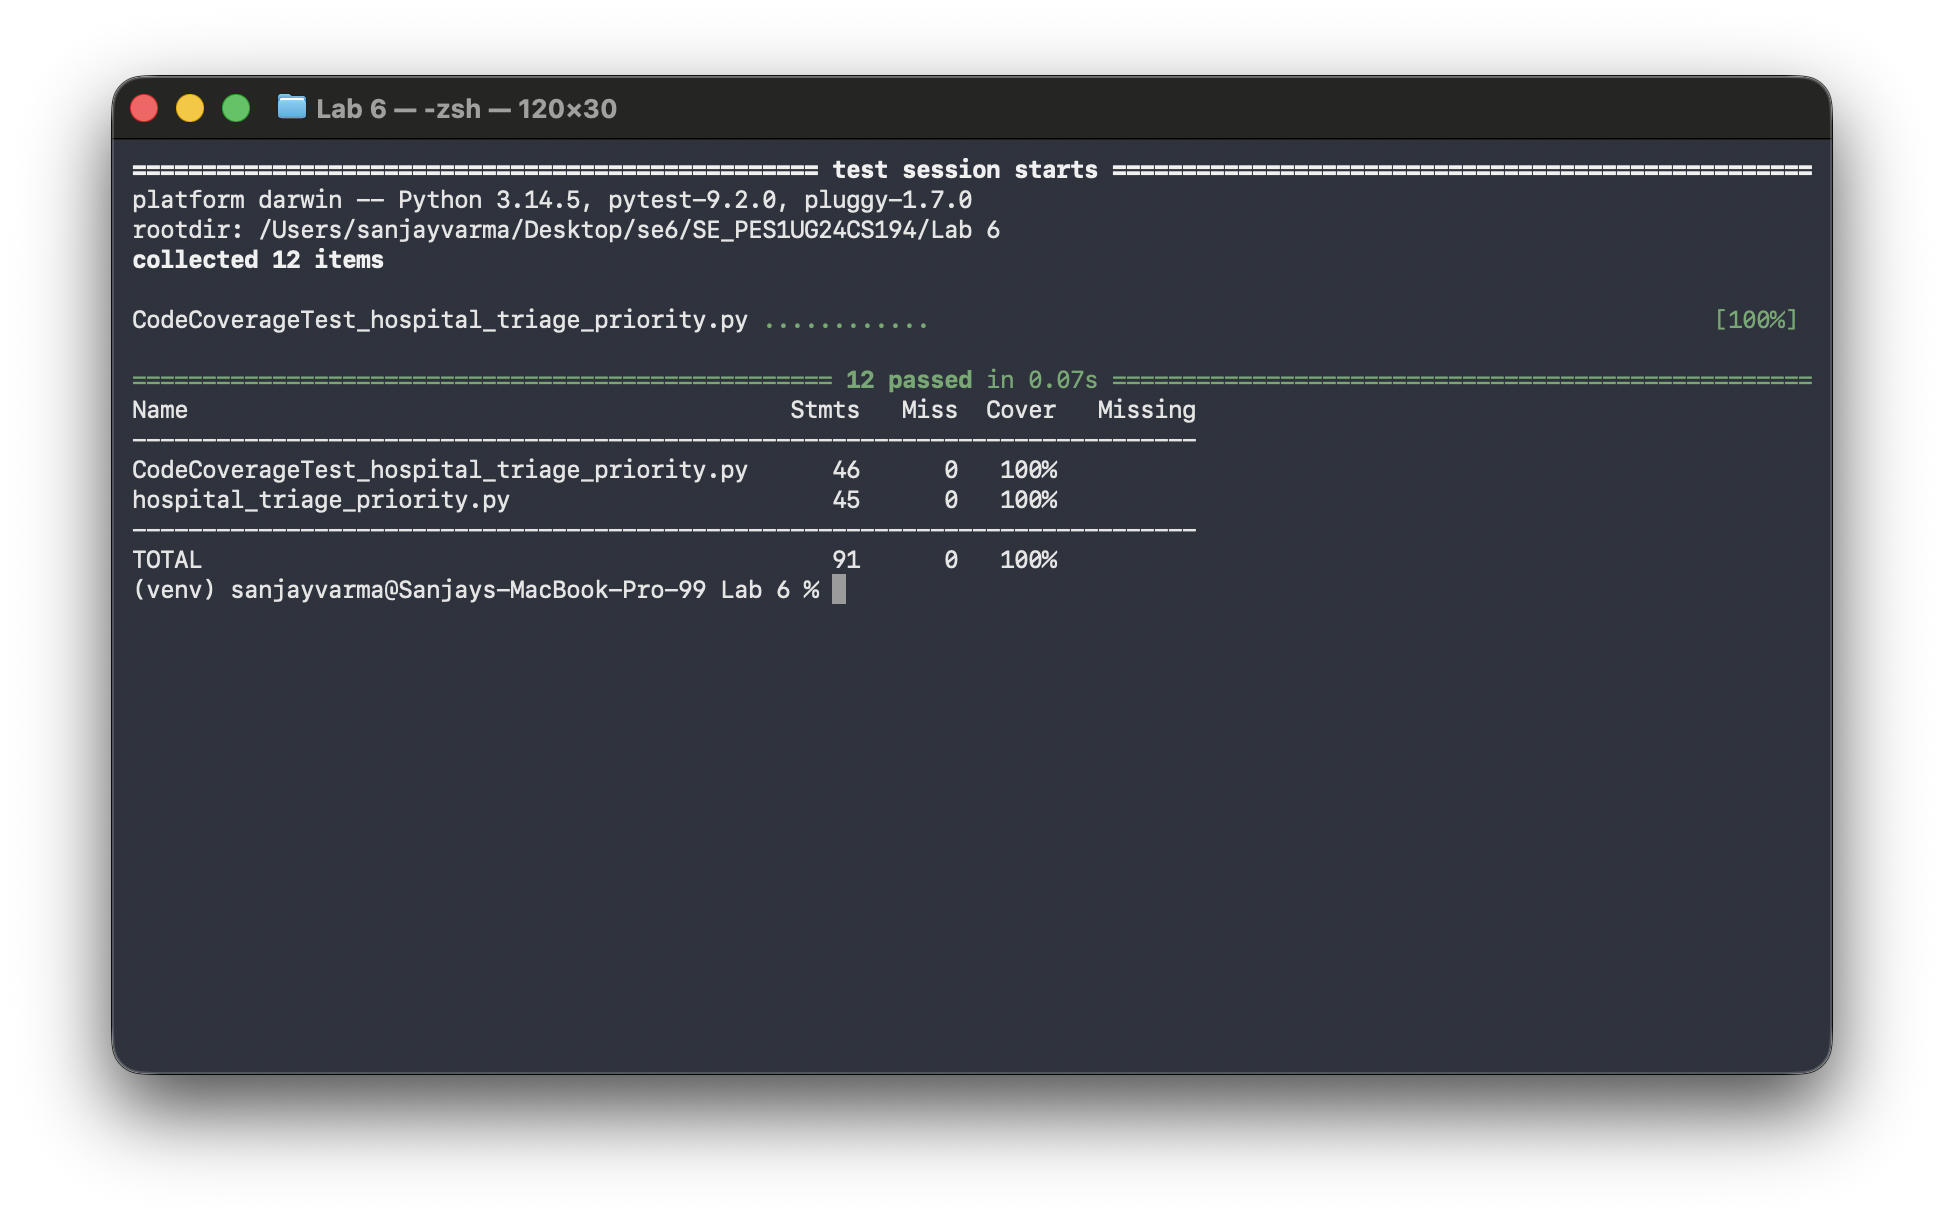 Lab 6 — -zsh — 120×30
================================================= test session starts ==================================================
platform darwin -- Python 3.14.5, pytest-9.2.0, pluggy-1.7.0
rootdir: /Users/sanjayvarma/Desktop/se6/SE_PES1UG24CS194/Lab 6
collected 12 items
CodeCoverageTest_hospital_triage_priority.py ............ [100%]
================================================== 12 passed in 0.07s ==================================================
Name Stmts Miss Cover Missing
----------------------------------------------------------------------------
CodeCoverageTest_hospital_triage_priority.py 46 0 100%
hospital_triage_priority.py 45 0 100%
----------------------------------------------------------------------------
TOTAL 91 0 100%
(venv) sanjayvarma@Sanjays-MacBook-Pro-99 Lab 6 %